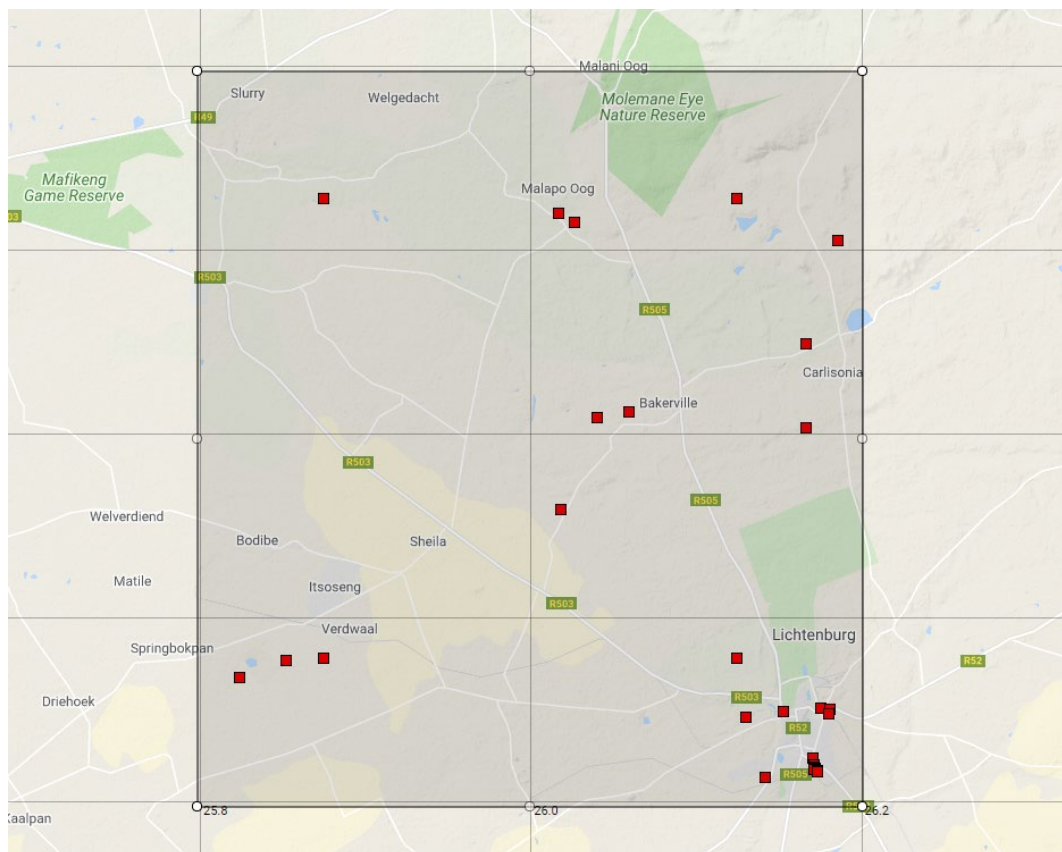 Malani Oog
Slurry
Welgedacht
Molemane Eye
Nature Reserve
R49
Mafikeng
Game Reserve
Malapo Oog
03
R503
R505
Carlisonia
Bakerville
R503
R505
Welverdiend
Bodibe
Sheila
Matile
Itsoseng
R503
Verdwaal
Lichtenburg
Springbokpan
R52
Driehoek
R503
R52
R505
Kaalpan
25.8
26.0
26.2